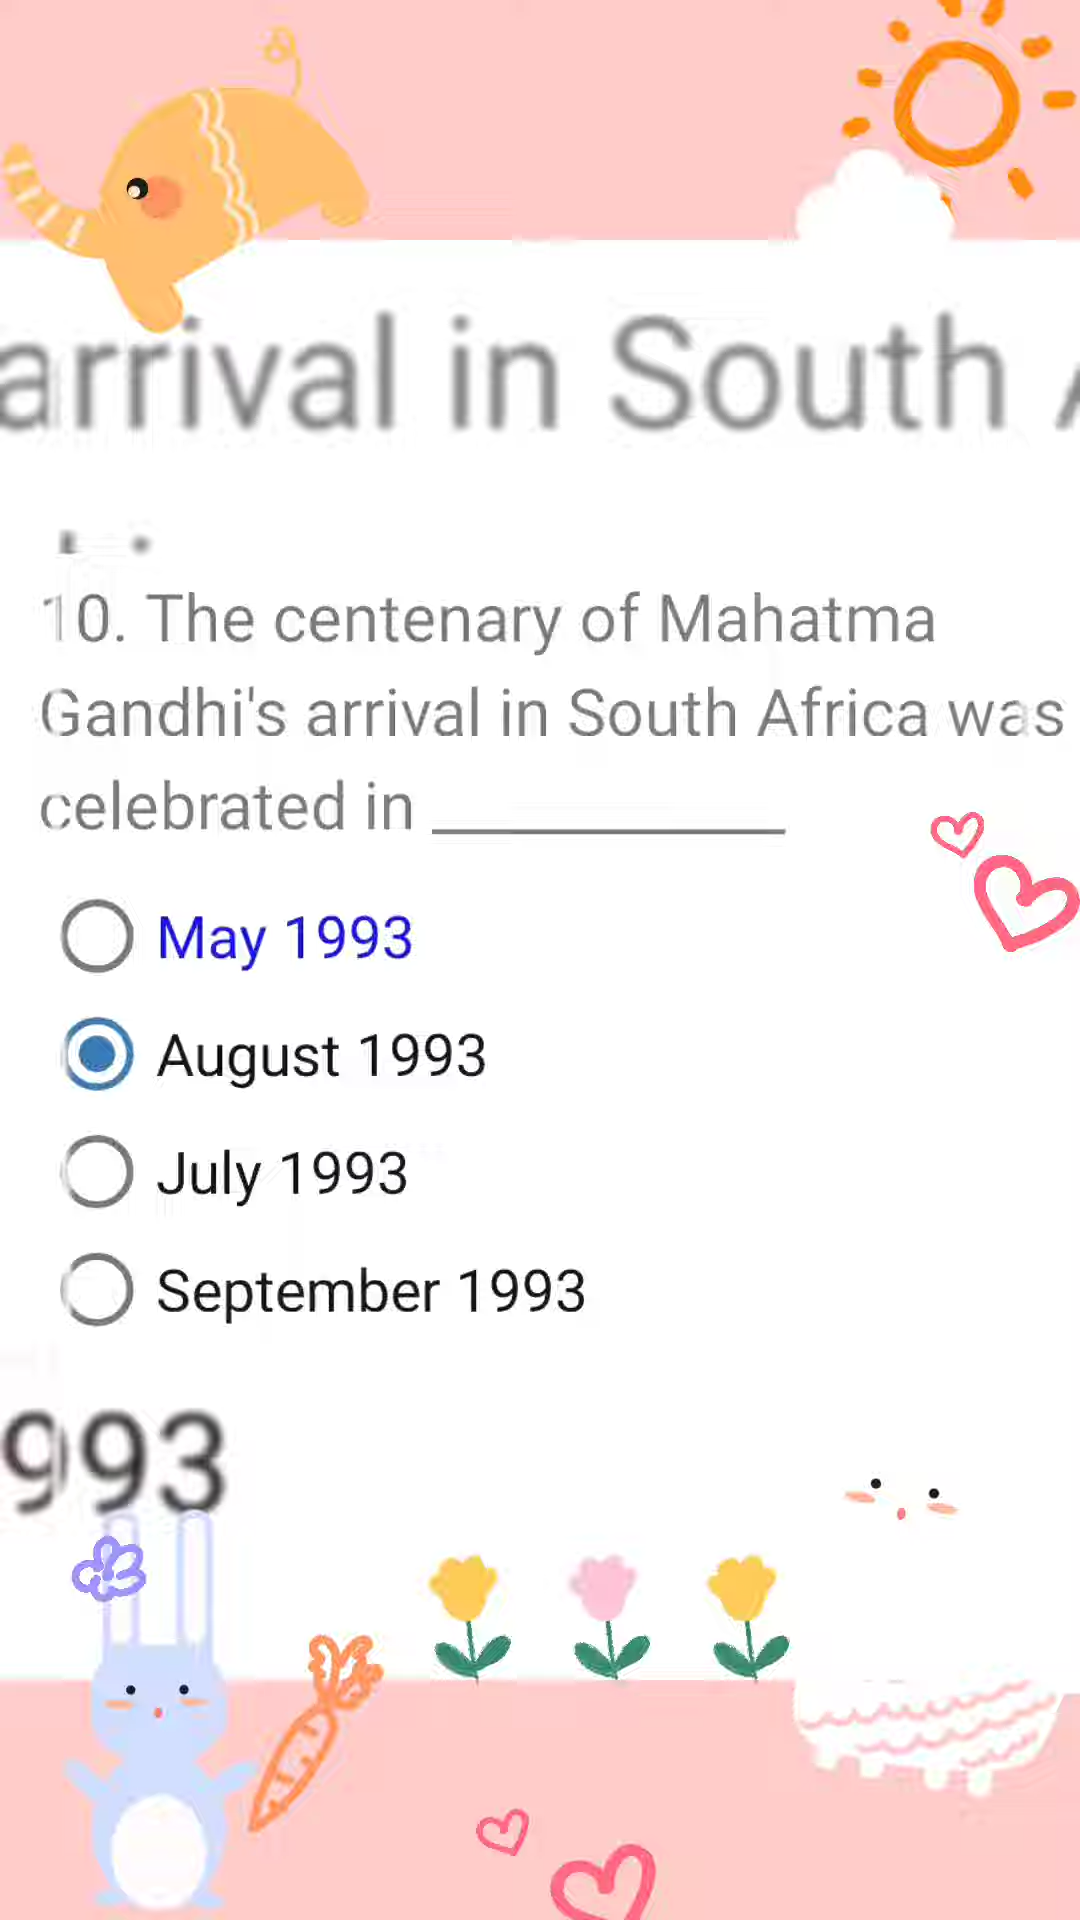 arrival in South A
10. The centenary of Mahatma
Gandhi's arrival in South Africa was
celebrated in ___________
May 1993
August 1993
July 1993
September 1993
993